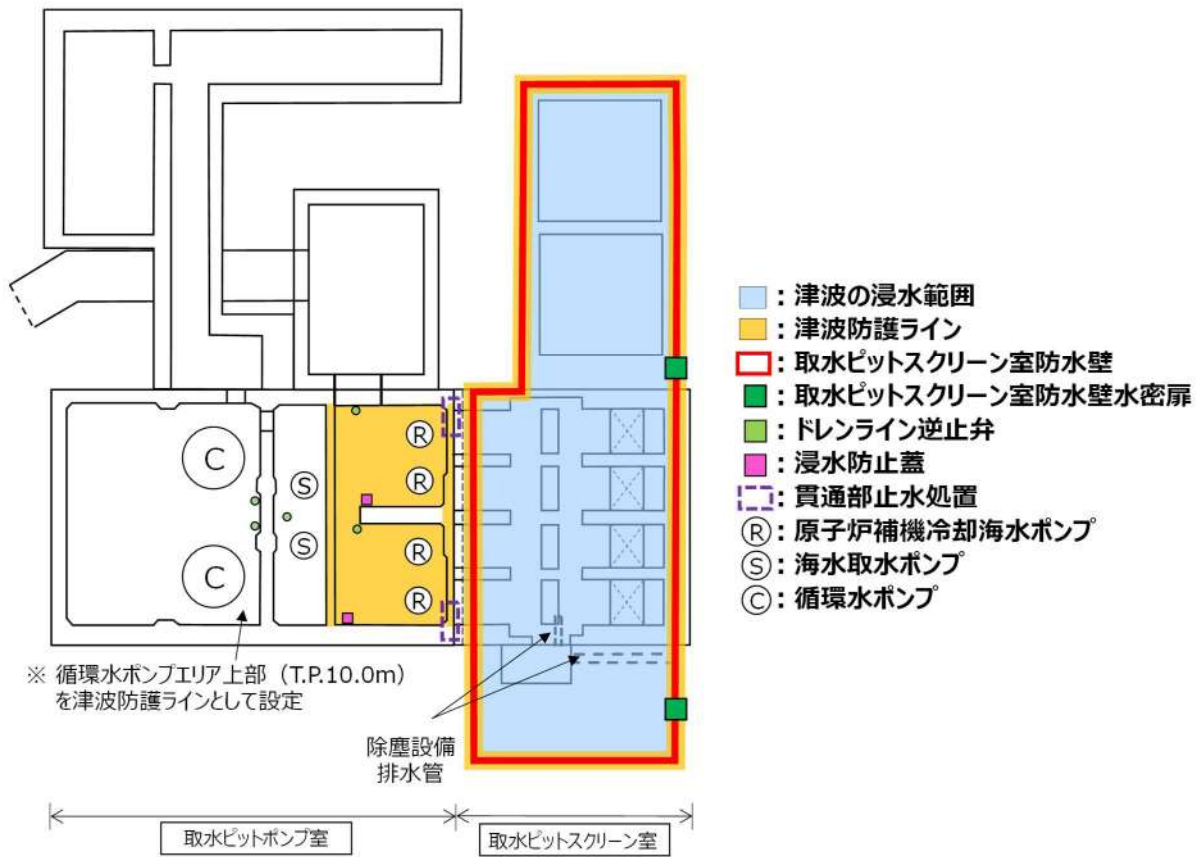 ：津波の浸水範囲
：津波防護ライン
：取水ピットスクリーン室防水壁
：取水ピットスクリーン室防水壁水密扉
：ドレンライン逆止弁
：浸水防止蓋
：貫通部止水処置
Ⓡ：原子炉補機冷却海水ポンプ
Ⓢ：海水取水ポンプ
Ⓒ：循環水ポンプ
Ⓡ
Ⓒ
Ⓢ
Ⓡ
Ⓢ
Ⓡ
Ⓒ
Ⓡ
※ 循環水ポンプエリア上部（T.P.10.0m）
を津波防護ラインとして設定
除塵設備
排水管
取水ピットポンプ室
取水ピットスクリーン室